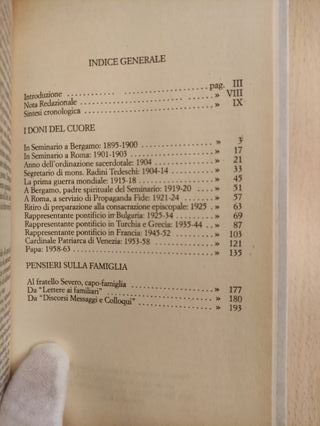 INDICE GENERALE
Introduzione ........ pag. III
Nota Redazionale ........ » VIII
Sintesi cronologica ........ » IX
I DONI DEL CUORE
In Seminario a Bergamo: 1895-1900 ........ » 3
In Seminario a Roma: 1901-1903 ........ » 17
Anno dell'ordinazione sacerdotale: 1904 ........ » 21
Segretario di mons. Radini Tedeschi: 1904-14 ........ » 33
La prima guerra mondiale: 1915-18 ........ » 45
A Bergamo, padre spirituale del Seminario: 1919-20 .... » 51
A Roma, a servizio di Propaganda Fide: 1921-24 ........ » 57
Ritiro di preparazione alla consacrazione episcopale: 1925 » 63
Rappresentante pontificio in Bulgaria: 1925-34 ........ » 69
Rappresentante pontificio in Turchia e Grecia: 1935-44 » 87
Rappresentante pontificio in Francia: 1945-52 ........ » 103
Cardinale Patriarca di Venezia: 1953-58 ........ » 121
Papa: 1958-63 ........ » 135
PENSIERI SULLA FAMIGLIA
Al fratello Severo, capo-famiglia ........ » 177
Da "Lettere ai familiari" ........ » 180
Da "Discorsi Messaggi e Colloqui" ........ » 193